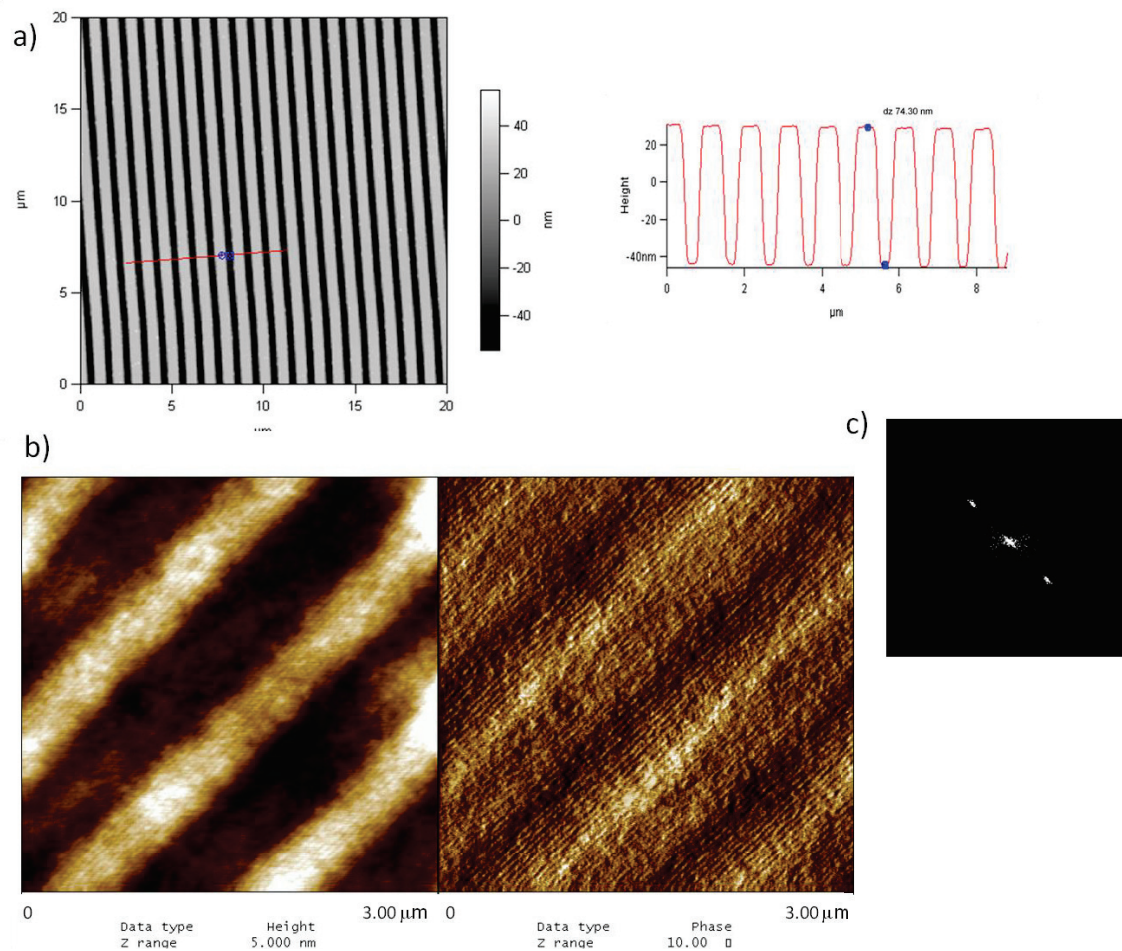 a)
20
15
10
5
0
µm
0 5 10 15 20
40
20
0
-20
-40
nm
dz 74.30 nm
20
0
-20
-40nm
Height
0 2 4 6 8
µm
b)
c)
0 3.00 µm 0 3.00 µm
Data type Height
Z range 5.000 nm
Data type Phase
Z range 10.00